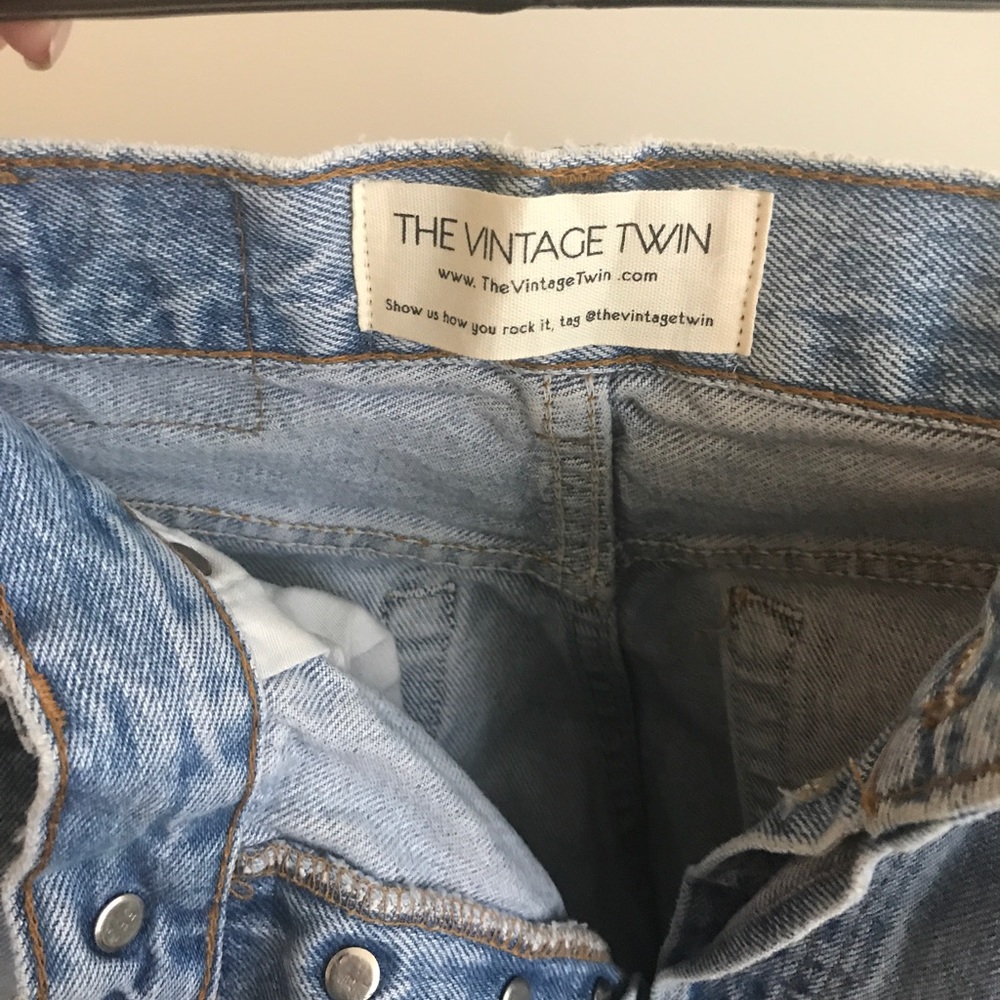 THE VINTAGE TWIN
www. TheVintageTwin .com
Show us how you rock it, tag @thevintagetwin